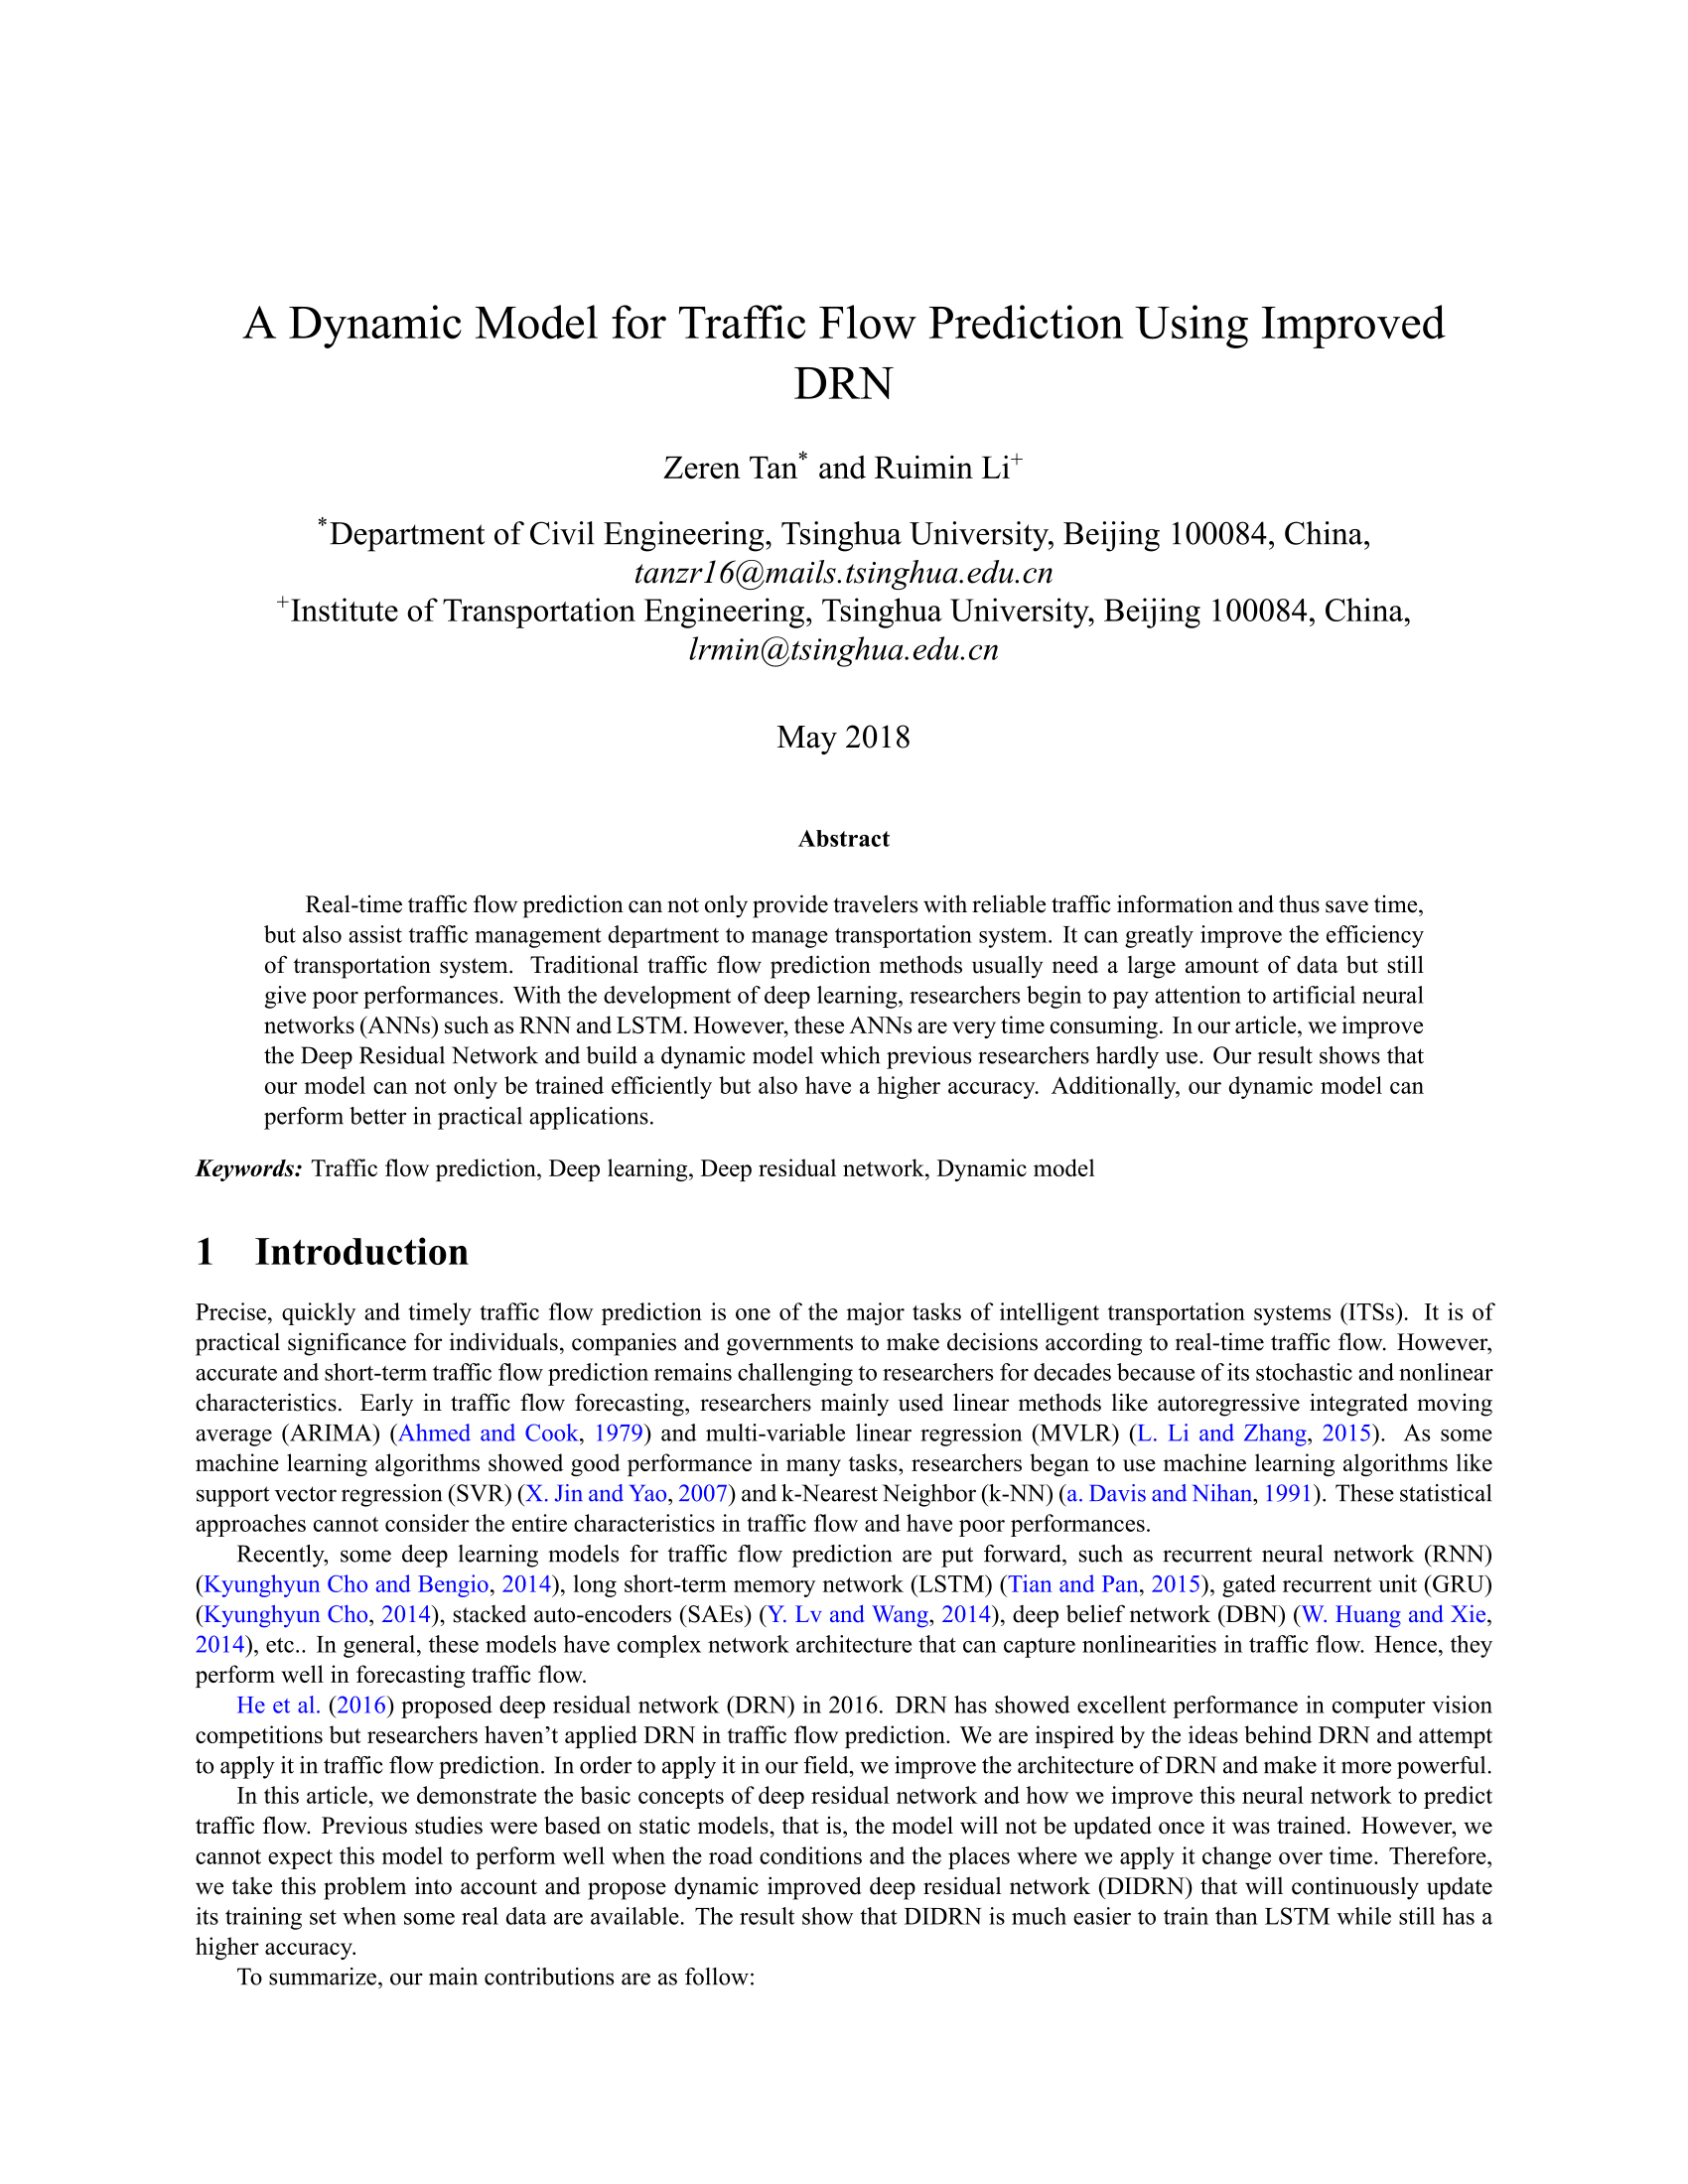 A Dynamic Model for Traffic Flow Prediction Using Improved
DRN
Zeren Tan* and Ruimin Li+
*Department of Civil Engineering, Tsinghua University, Beijing 100084, China,
tanzr16@mails.tsinghua.edu.cn
+Institute of Transportation Engineering, Tsinghua University, Beijing 100084, China,
lrmin@tsinghua.edu.cn
May 2018
Abstract
Real-time traffic flow prediction can not only provide travelers with reliable traffic information and thus save time,
but also assist traffic management department to manage transportation system. It can greatly improve the efficiency
of transportation system. Traditional traffic flow prediction methods usually need a large amount of data but still
give poor performances. With the development of deep learning, researchers begin to pay attention to artificial neural
networks (ANNs) such as RNN and LSTM. However, these ANNs are very time consuming. In our article, we improve
the Deep Residual Network and build a dynamic model which previous researchers hardly use. Our result shows that
our model can not only be trained efficiently but also have a higher accuracy. Additionally, our dynamic model can
perform better in practical applications.
Keywords: Traffic flow prediction, Deep learning, Deep residual network, Dynamic model
1 Introduction
Precise, quickly and timely traffic flow prediction is one of the major tasks of intelligent transportation systems (ITSs). It is of
practical significance for individuals, companies and governments to make decisions according to real-time traffic flow. However,
accurate and short-term traffic flow prediction remains challenging to researchers for decades because of its stochastic and nonlinear
characteristics. Early in traffic flow forecasting, researchers mainly used linear methods like autoregressive integrated moving
average (ARIMA) (Ahmed and Cook, 1979) and multi-variable linear regression (MVLR) (L. Li and Zhang, 2015). As some
machine learning algorithms showed good performance in many tasks, researchers began to use machine learning algorithms like
support vector regression (SVR) (X. Jin and Yao, 2007) and k-Nearest Neighbor (k-NN) (a. Davis and Nihan, 1991). These statistical
approaches cannot consider the entire characteristics in traffic flow and have poor performances.
Recently, some deep learning models for traffic flow prediction are put forward, such as recurrent neural network (RNN)
(Kyunghyun Cho and Bengio, 2014), long short-term memory network (LSTM) (Tian and Pan, 2015), gated recurrent unit (GRU)
(Kyunghyun Cho, 2014), stacked auto-encoders (SAEs) (Y. Lv and Wang, 2014), deep belief network (DBN) (W. Huang and Xie,
2014), etc.. In general, these models have complex network architecture that can capture nonlinearities in traffic flow. Hence, they
perform well in forecasting traffic flow.
He et al. (2016) proposed deep residual network (DRN) in 2016. DRN has showed excellent performance in computer vision
competitions but researchers haven't applied DRN in traffic flow prediction. We are inspired by the ideas behind DRN and attempt
to apply it in traffic flow prediction. In order to apply it in our field, we improve the architecture of DRN and make it more powerful.
In this article, we demonstrate the basic concepts of deep residual network and how we improve this neural network to predict
traffic flow. Previous studies were based on static models, that is, the model will not be updated once it was trained. However, we
cannot expect this model to perform well when the road conditions and the places where we apply it change over time. Therefore,
we take this problem into account and propose dynamic improved deep residual network (DIDRN) that will continuously update
its training set when some real data are available. The result show that DIDRN is much easier to train than LSTM while still has a
higher accuracy.
To summarize, our main contributions are as follow: